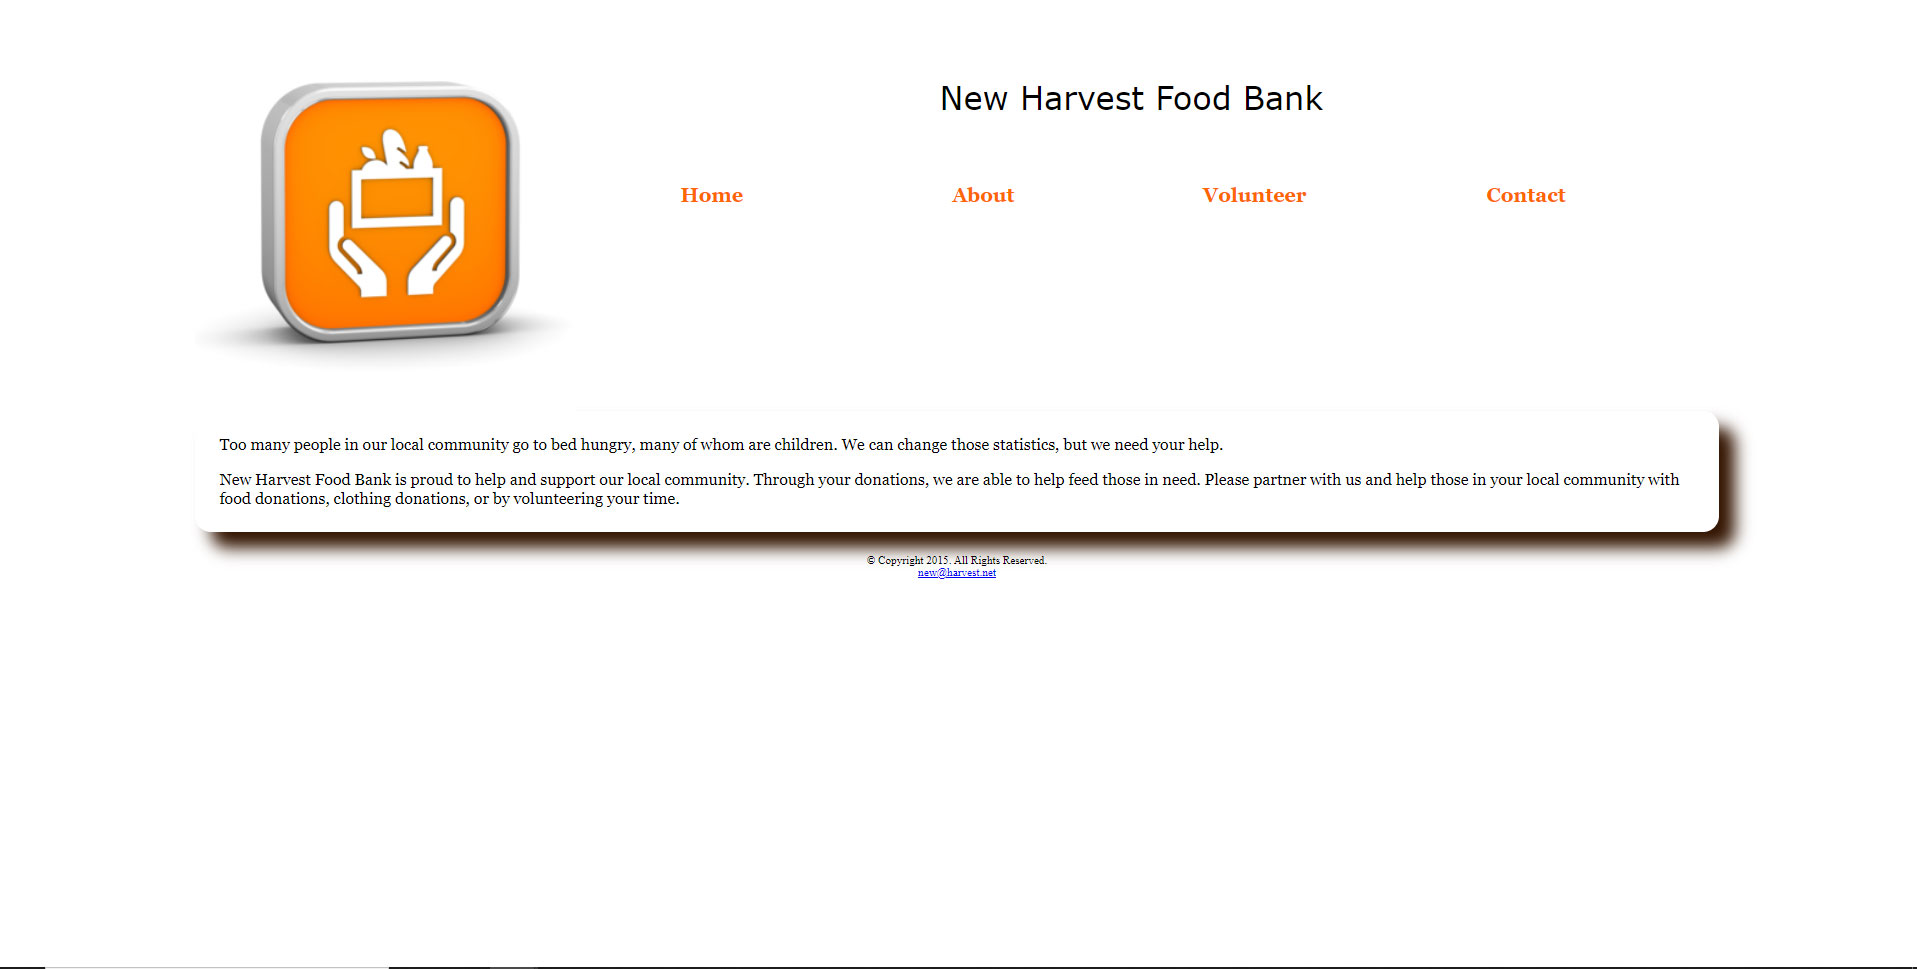 New Harvest Food Bank
Home About Volunteer Contact
Too many people in our local community go to bed hungry, many of whom are children. We can change those statistics, but we need your help.
New Harvest Food Bank is proud to help and support our local community. Through your donations, we are able to help feed those in need. Please partner with us and help those in your local community with
food donations, clothing donations, or by volunteering your time.
© Copyright 2015. All Rights Reserved.
new@harvest.net